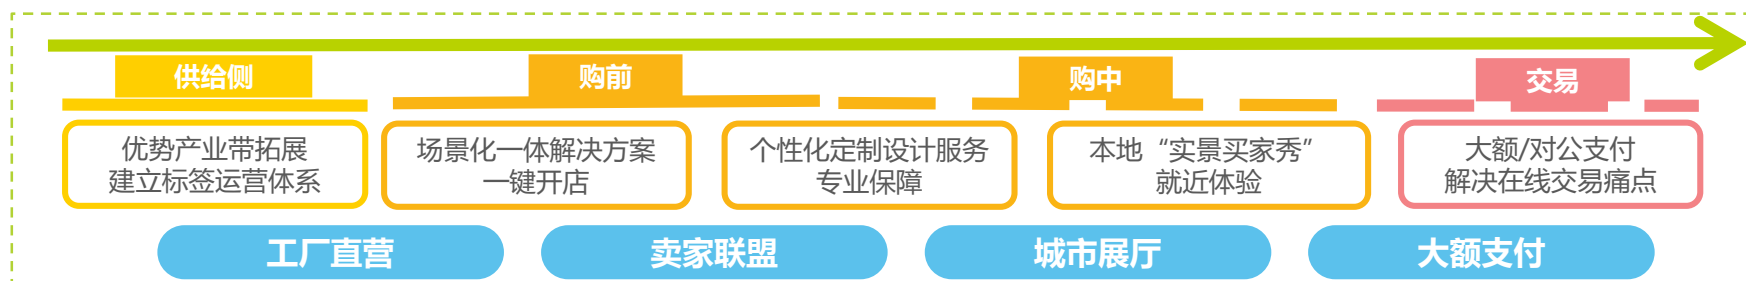 供给侧
购前
购中
交易
优势产业带拓展
建立标签运营体系
场景化一体解决方案
一键开店
个性化定制设计服务
专业保障
本地“实景买家秀”
就近体验
大额/对公支付
解决在线交易痛点
工厂直营
卖家联盟
城市展厅
大额支付